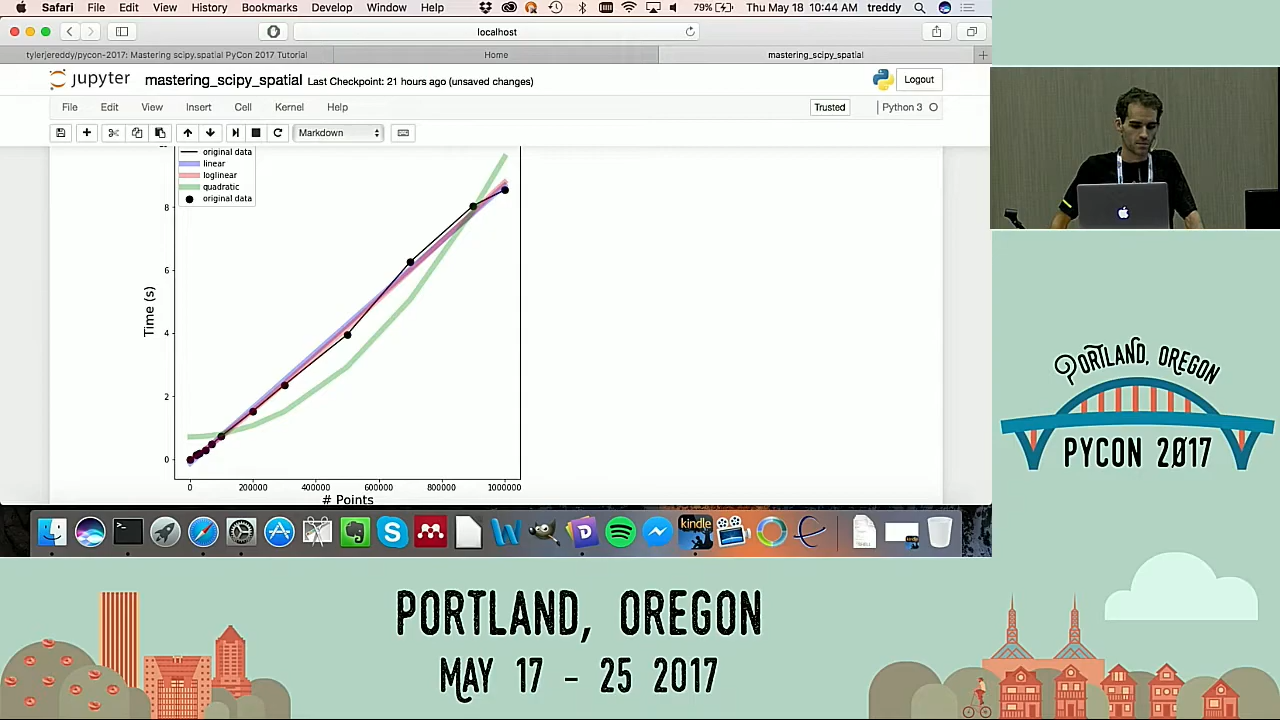 Safari File Edit View History Bookmarks Develop Window Help 79% Thu May 18 10:44 AM treddy
localhost
tylerjereddy/pycon-2017: Mastering scipy.spatial PyCon 2017 Tutorial Home mastering_scipy_spatial
jupyter mastering_scipy_spatial Last Checkpoint: 21 hours ago (unsaved changes) Logout
File Edit View Insert Cell Kernel Help Trusted Python 3
Markdown
original data
linear
loglinear
quadratic
original data
8
6
4
2
0
Time (s)
0 200000 400000 600000 800000 1000000
# Points
kindle
PORTLAND, OREGON
PYCON 2017
PORTLAND, OREGON
MAY 17 - 25 2017